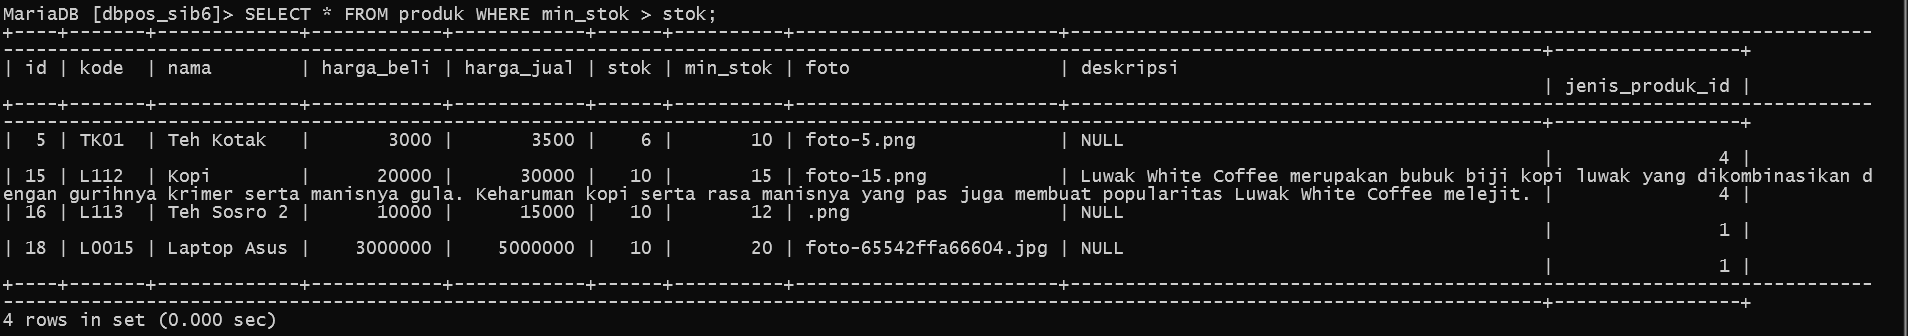 MariaDB [dbpos_sib6]> SELECT * FROM produk WHERE min_stok > stok;
+----+-------+-------------+------------+------------+------+----------+------------------------+-------------------------------------------------------------------------
--------------------------------------------------------------------------------------------------------------------------------------------+-----------------+
| id | kode  | nama        | harga_beli | harga_jual | stok | min_stok | foto                   | deskripsi
                                                                                                                                            | jenis_produk_id |
+----+-------+-------------+------------+------------+------+----------+------------------------+-------------------------------------------------------------------------
--------------------------------------------------------------------------------------------------------------------------------------------+-----------------+
|  5 | TK01  | Teh Kotak   |       3000 |       3500 |    6 |       10 | foto-5.png             | NULL
                                                                                                                                            |               4 |
| 15 | L112  | Kopi        |      20000 |      30000 |   10 |       15 | foto-15.png            | Luwak White Coffee merupakan bubuk biji kopi luwak yang dikombinasikan d
engan gurihnya krimer serta manisnya gula. Keharuman kopi serta rasa manisnya yang pas juga membuat popularitas Luwak White Coffee melejit. |               4 |
| 16 | L113  | Teh Sosro 2 |      10000 |      15000 |   10 |       12 | .png                   | NULL
                                                                                                                                            |               1 |
| 18 | L0015 | Laptop Asus |    3000000 |    5000000 |   10 |       20 | foto-65542ffa66604.jpg | NULL
                                                                                                                                            |               1 |
+----+-------+-------------+------------+------------+------+----------+------------------------+-------------------------------------------------------------------------
--------------------------------------------------------------------------------------------------------------------------------------------+-----------------+
4 rows in set (0.000 sec)